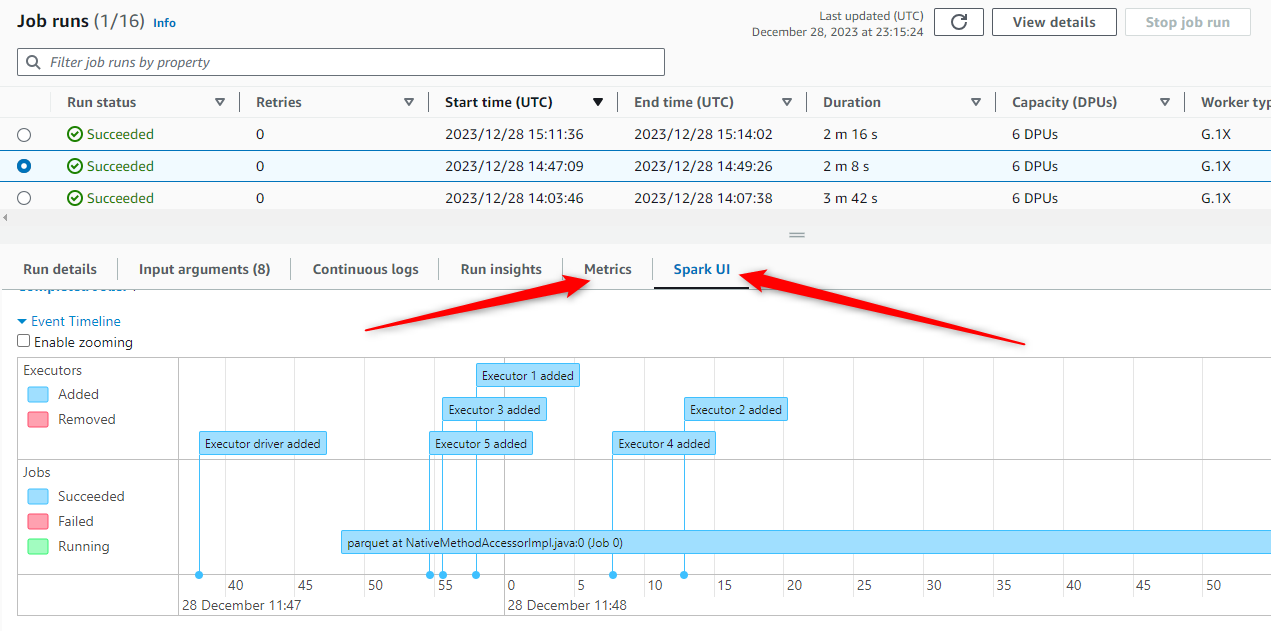 Job runs (1/16) Info
Last updated (UTC)
December 28, 2023 at 23:15:24
View details
Stop job run
Filter job runs by property
Run status Retries Start time (UTC) End time (UTC) Duration Capacity (DPUs) Worker typ
Succeeded 0 2023/12/28 15:11:36 2023/12/28 15:14:02 2 m 16 s 6 DPUs G.1X
Succeeded 0 2023/12/28 14:47:09 2023/12/28 14:49:26 2 m 8 s 6 DPUs G.1X
Succeeded 0 2023/12/28 14:03:46 2023/12/28 14:07:38 3 m 42 s 6 DPUs G.1X
Run details Input arguments (8) Continuous logs Run insights Metrics Spark UI
Event Timeline
Enable zooming
Executors
Added
Removed
Executor 1 added
Executor 3 added Executor 2 added
Executor driver added Executor 5 added Executor 4 added
Jobs
Succeeded
Failed
Running
parquet at NativeMethodAccessorImpl.java:0 (Job 0)
40 45 50 55 0 5 10 15 20 25 30 35 40 45 50
28 December 11:47 28 December 11:48